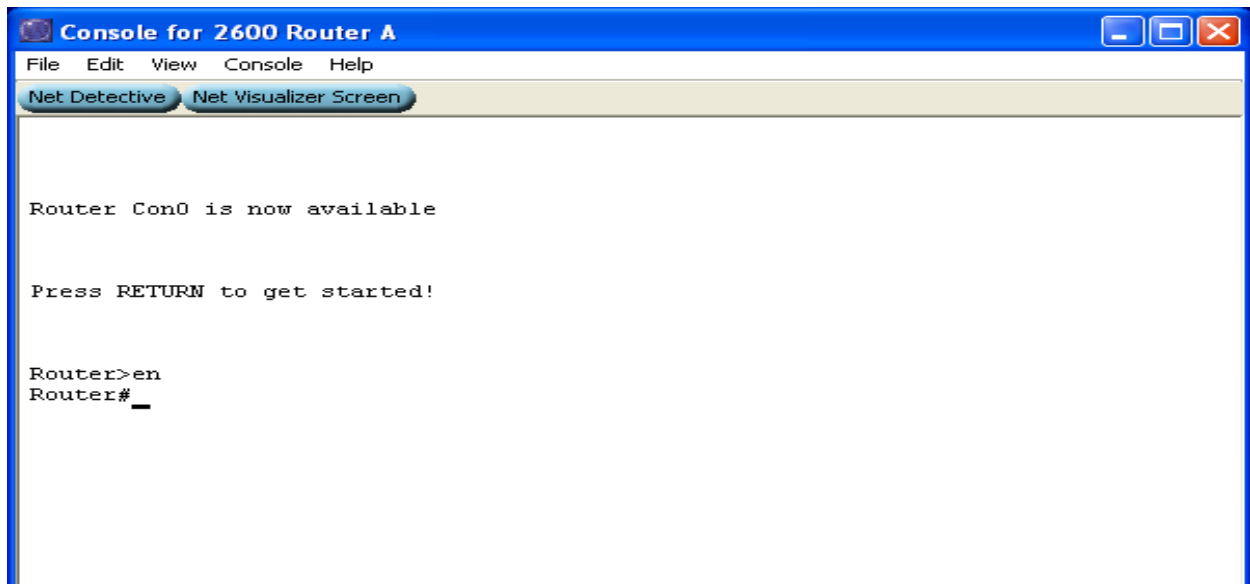 Console for 2600 Router A
File Edit View Console Help
Net Detective Net Visualizer Screen
Router Con0 is now available
Press RETURN to get started!
Router>en
Router#_